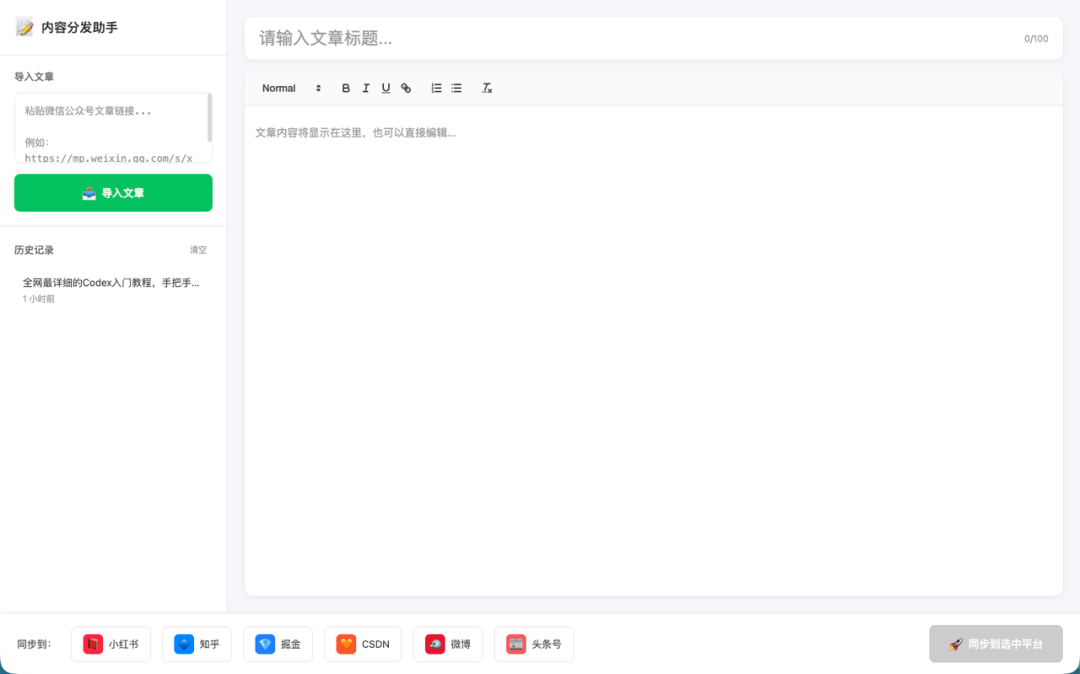 内容分发助手
导入文章
粘贴微信公众号文章链接...
例如:
https://mp.weixin.qq.com/s/x
导入文章
历史记录 清空
全网最详细的Codex入门教程，手把手...
1 小时前
请输入文章标题... 0/100
Normal B I U
文章内容将显示在这里，也可以直接编辑...
同步到: 小红书 知乎 掘金 CSDN 微博 头条号 同步到选中平台